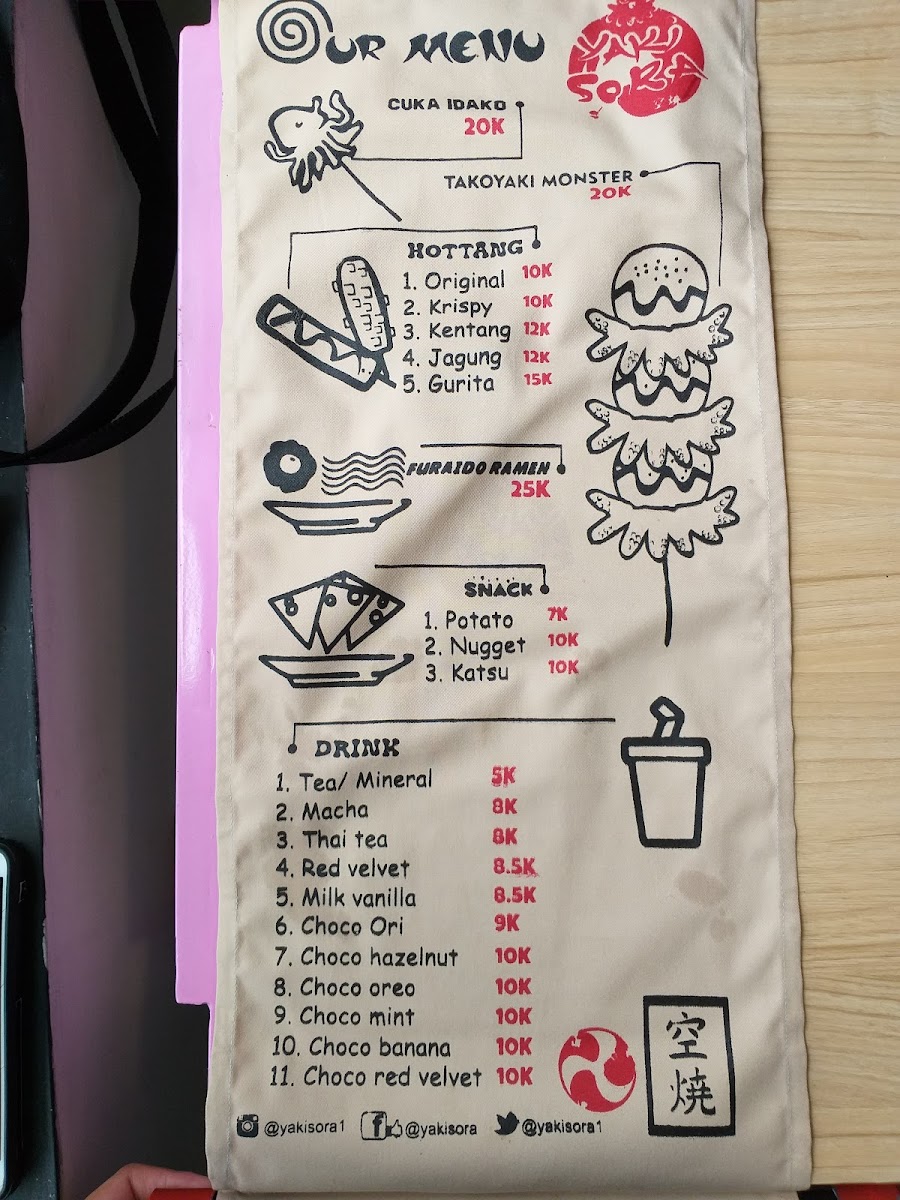 OUR MENU
YAKI
SORA
CUKA IDAKO
20K
TAKOYAKI MONSTER
20K
HOTTANG
1. Original 10K
2. Krispy 10K
3. Kentang 12K
4. Jagung 12K
5. Gurita 15K
FURAIDO RAMEN
25K
SNACK
1. Potato 7K
2. Nugget 10K
3. Katsu 10K
DRINK
1. Tea/ Mineral 5K
2. Macha 8K
3. Thai tea 8K
4. Red velvet 8.5K
5. Milk vanilla 8.5K
6. Choco Ori 9K
7. Choco hazelnut 10K
8. Choco oreo 10K
9. Choco mint 10K
10. Choco banana 10K
11. Choco red velvet 10K
空
焼
@yakisora1 f @yakisora @yakisora1